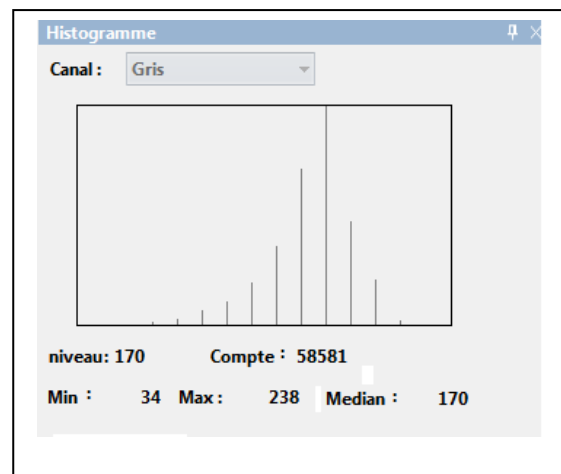 Histogramme
Canal : Gris
niveau: 170 Compte : 58581
Min : 34 Max : 238 Median : 170